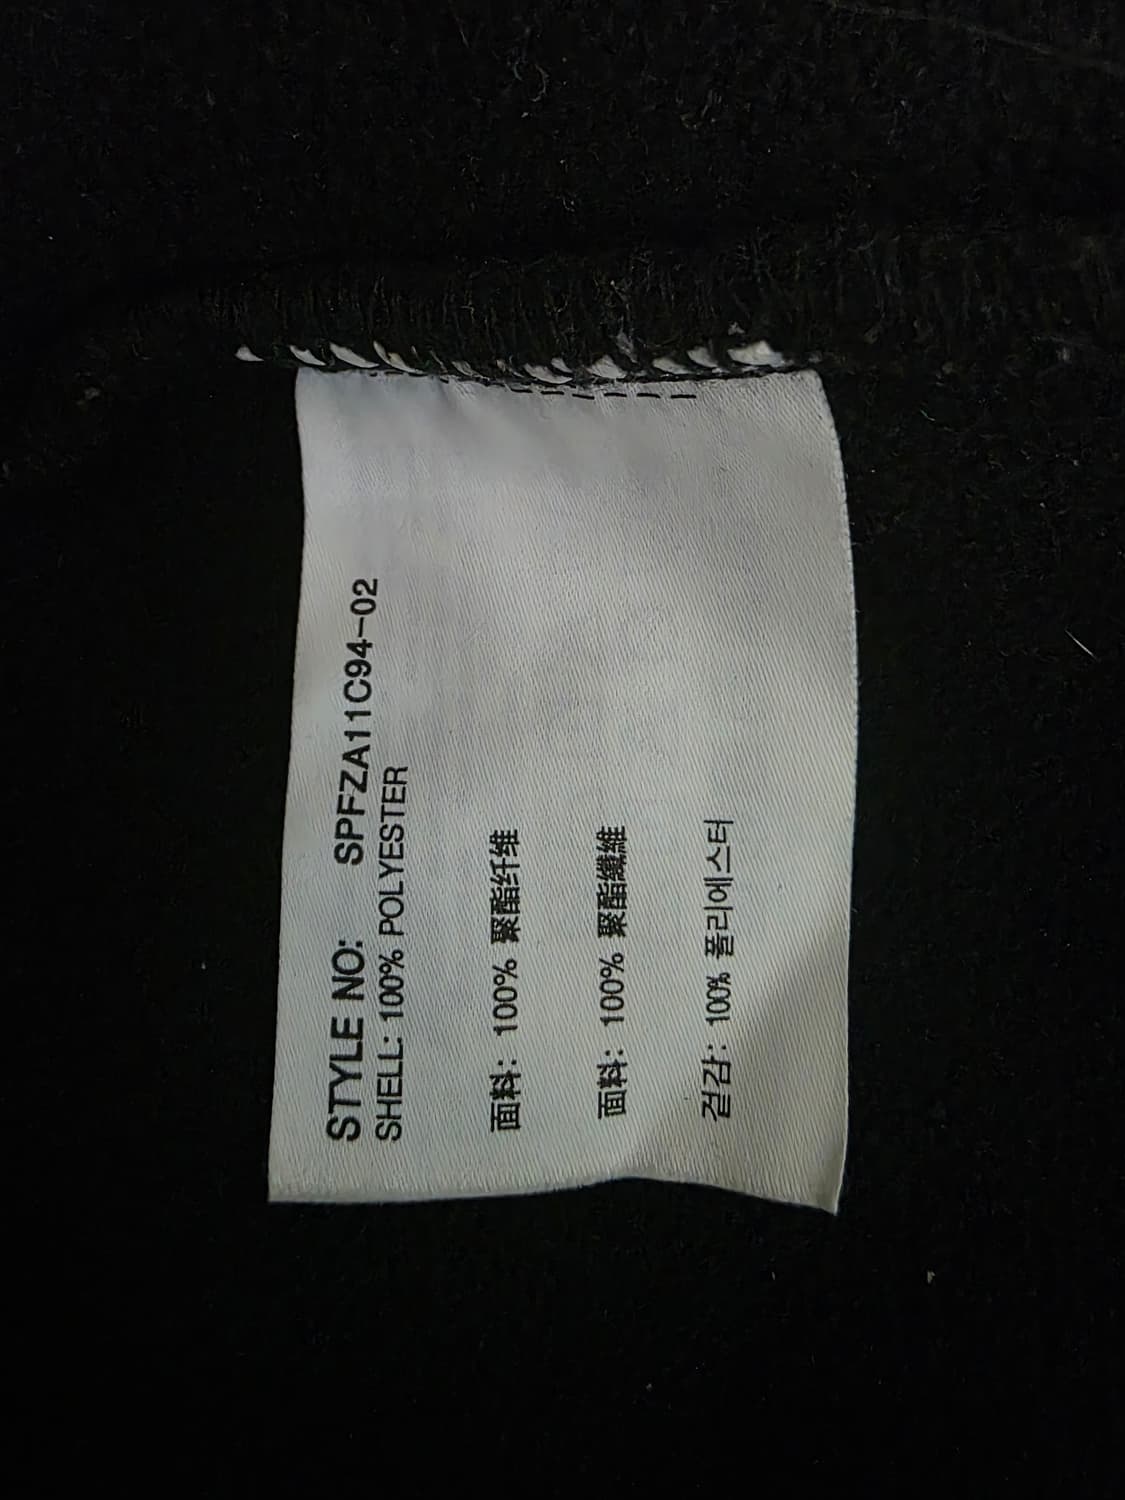 STYLE NO: SPFZA11C94-02
SHELL: 100% POLYESTER
面料: 100% 聚酯纤维
面料: 100% 聚酯纖維
겉감: 100% 폴리에스터